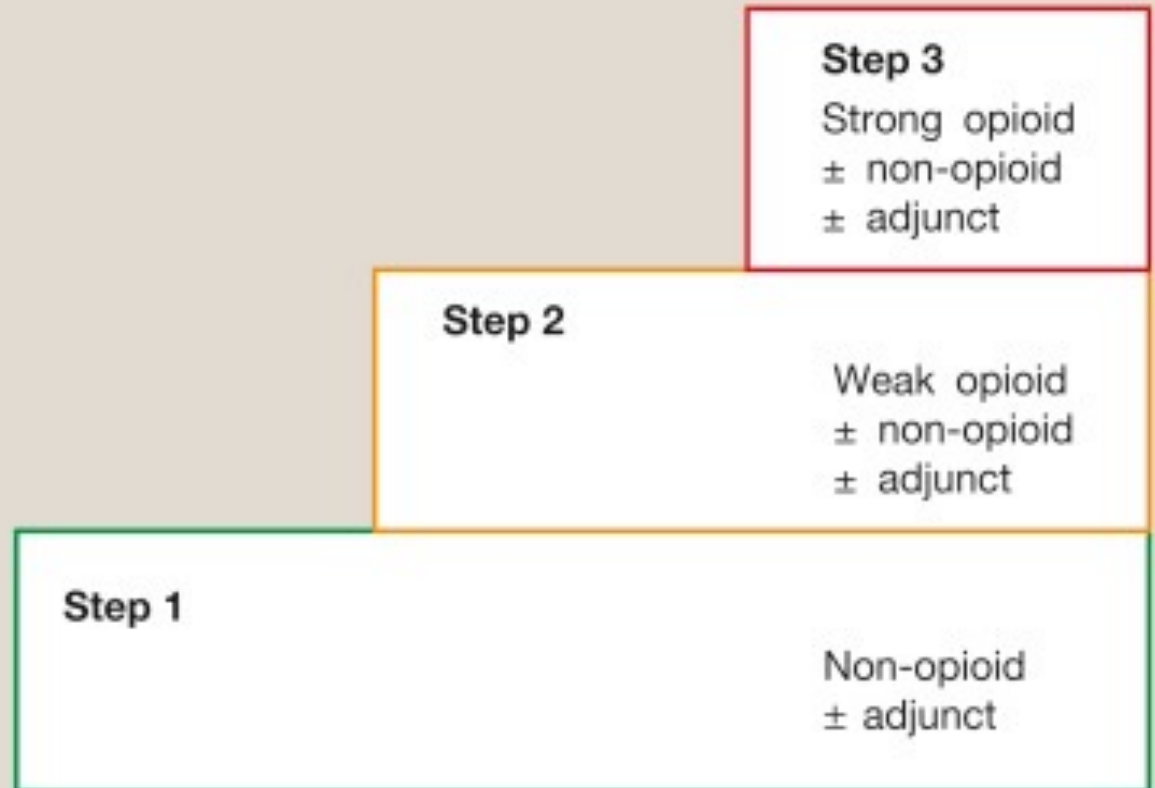 Step 3
Strong opioid
± non-opioid
± adjunct
Step 2
Weak opioid
± non-opioid
± adjunct
Step 1
Non-opioid
± adjunct